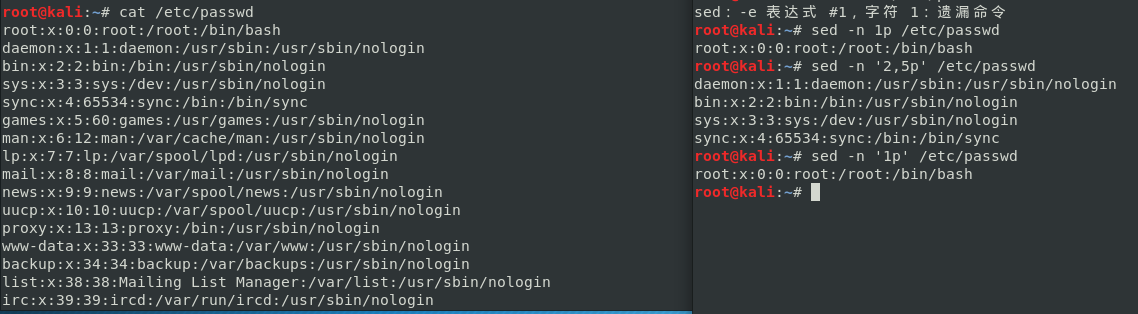 root@kali:~# cat /etc/passwd
root:x:0:0:root:/root:/bin/bash
daemon:x:1:1:daemon:/usr/sbin:/usr/sbin/nologin
bin:x:2:2:bin:/bin:/usr/sbin/nologin
sys:x:3:3:sys:/dev:/usr/sbin/nologin
sync:x:4:65534:sync:/bin:/bin/sync
games:x:5:60:games:/usr/games:/usr/sbin/nologin
man:x:6:12:man:/var/cache/man:/usr/sbin/nologin
lp:x:7:7:lp:/var/spool/lpd:/usr/sbin/nologin
mail:x:8:8:mail:/var/mail:/usr/sbin/nologin
news:x:9:9:news:/var/spool/news:/usr/sbin/nologin
uucp:x:10:10:uucp:/var/spool/uucp:/usr/sbin/nologin
proxy:x:13:13:proxy:/bin:/usr/sbin/nologin
www-data:x:33:33:www-data:/var/www:/usr/sbin/nologin
backup:x:34:34:backup:/var/backups:/usr/sbin/nologin
list:x:38:38:Mailing List Manager:/var/list:/usr/sbin/nologin
irc:x:39:39:ircd:/var/run/ircd:/usr/sbin/nologin
sed：-e 表达式 #1，字符 1：遗漏命令
root@kali:~# sed -n 1p /etc/passwd
root:x:0:0:root:/root:/bin/bash
root@kali:~# sed -n '2,5p' /etc/passwd
daemon:x:1:1:daemon:/usr/sbin:/usr/sbin/nologin
bin:x:2:2:bin:/bin:/usr/sbin/nologin
sys:x:3:3:sys:/dev:/usr/sbin/nologin
sync:x:4:65534:sync:/bin:/bin/sync
root@kali:~# sed -n '1p' /etc/passwd
root:x:0:0:root:/root:/bin/bash
root@kali:~#